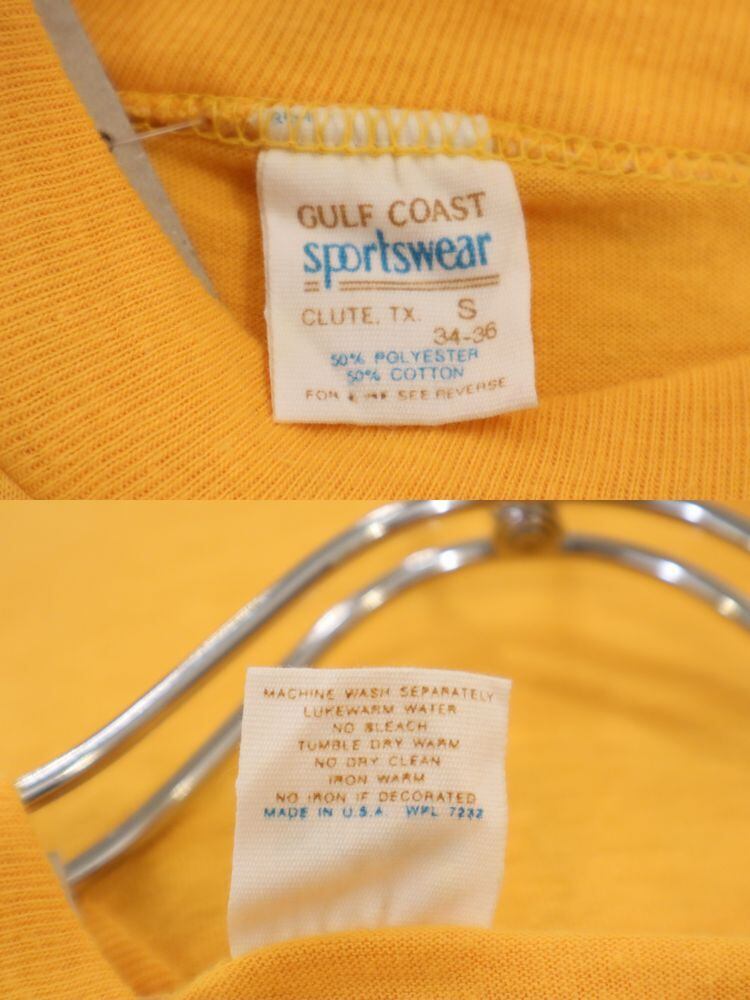 GULF COAST
sportswear
CLUTE, TX. S
34-36
50% POLYESTER
50% COTTON
FOR SEE REVERSE
MACHINE WASH SEPARATELY
LUKEWARM WATER
NO BLEACH
TUMBLE DRY WARM
NO DRY CLEAN
IRON WARM
NO IRON IF DECORATED
MADE IN U.S.A. WPL 7232